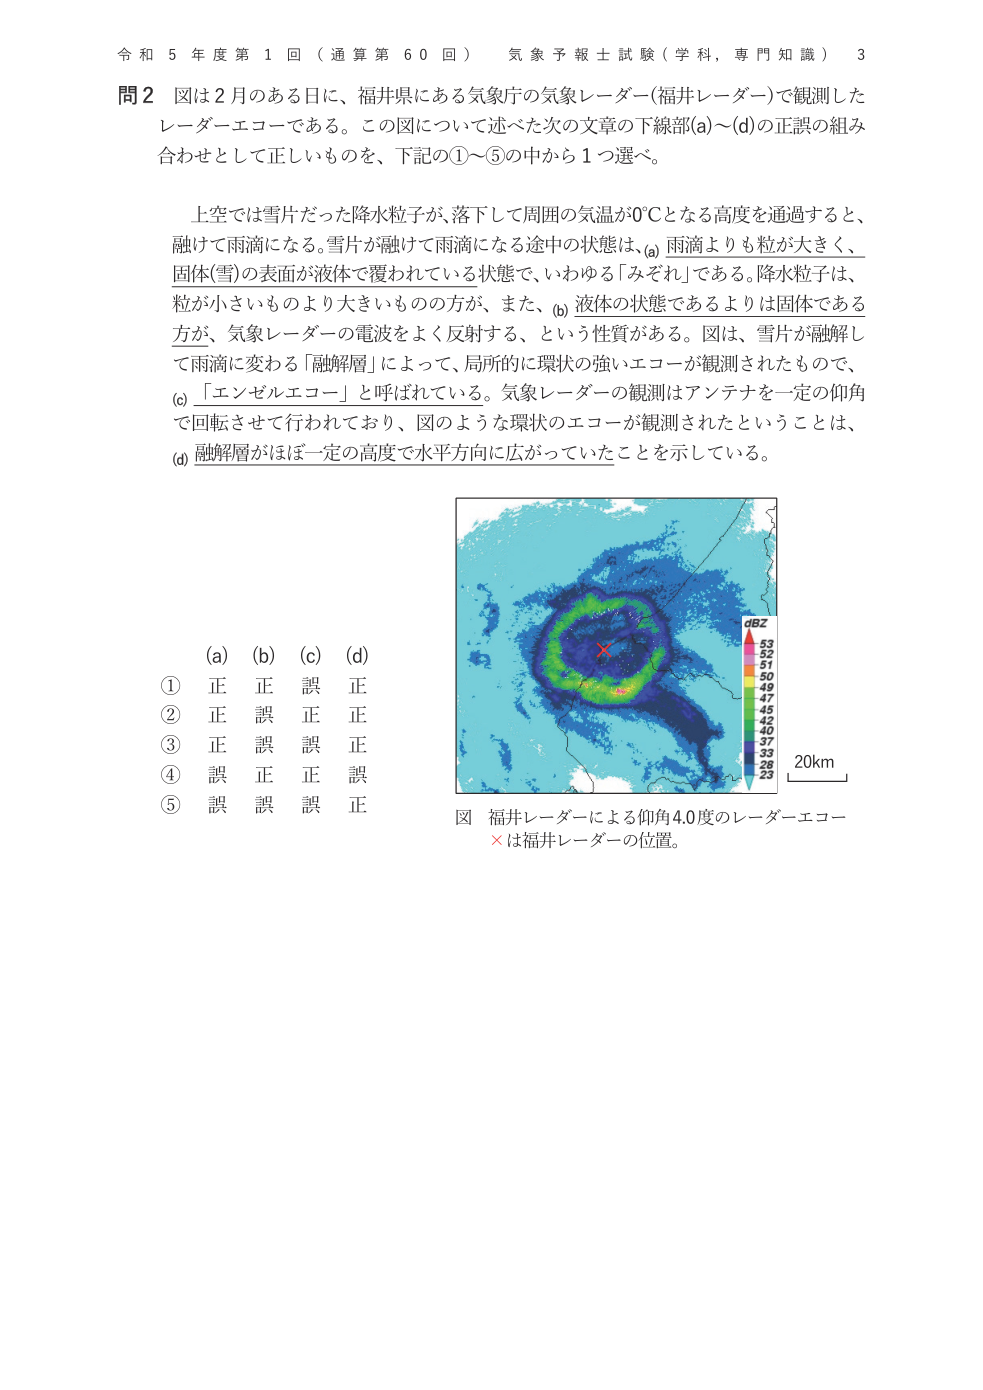 令和5年度第1回（通算第60回）　気象予報士試験(学科，専門知識)　3
問2　図は2月のある日に、福井県にある気象庁の気象レーダー(福井レーダー)で観測した
レーダーエコーである。この図について述べた次の文章の下線部(a)～(d)の正誤の組み
合わせとして正しいものを、下記の①～⑤の中から1つ選べ。
上空では雪片だった降水粒子が、落下して周囲の気温が0℃となる高度を通過すると、
融けて雨滴になる。雪片が融けて雨滴になる途中の状態は、(a) 雨滴よりも粒が大きく、
固体(雪)の表面が液体で覆われている状態で、いわゆる「みぞれ」である。降水粒子は、
粒が小さいものより大きいものの方が、また、(b) 液体の状態であるよりは固体である
方が、気象レーダーの電波をよく反射する、という性質がある。図は、雪片が融解し
て雨滴に変わる「融解層」によって、局所的に環状の強いエコーが観測されたもので、
(c) 「エンゼルエコー」と呼ばれている。気象レーダーの観測はアンテナを一定の仰角
で回転させて行われており、図のような環状のエコーが観測されたということは、
(d) 融解層がほぼ一定の高度で水平方向に広がっていたことを示している。
(a) (b) (c) (d)
① 正 正 誤 正
② 正 誤 正 正
③ 正 誤 誤 正
④ 誤 正 正 誤
⑤ 誤 誤 誤 正
dBZ
53
52
51
50
49
47
45
42
40
37
33
28
23
20km
図　福井レーダーによる仰角4.0度のレーダーエコー
×は福井レーダーの位置。